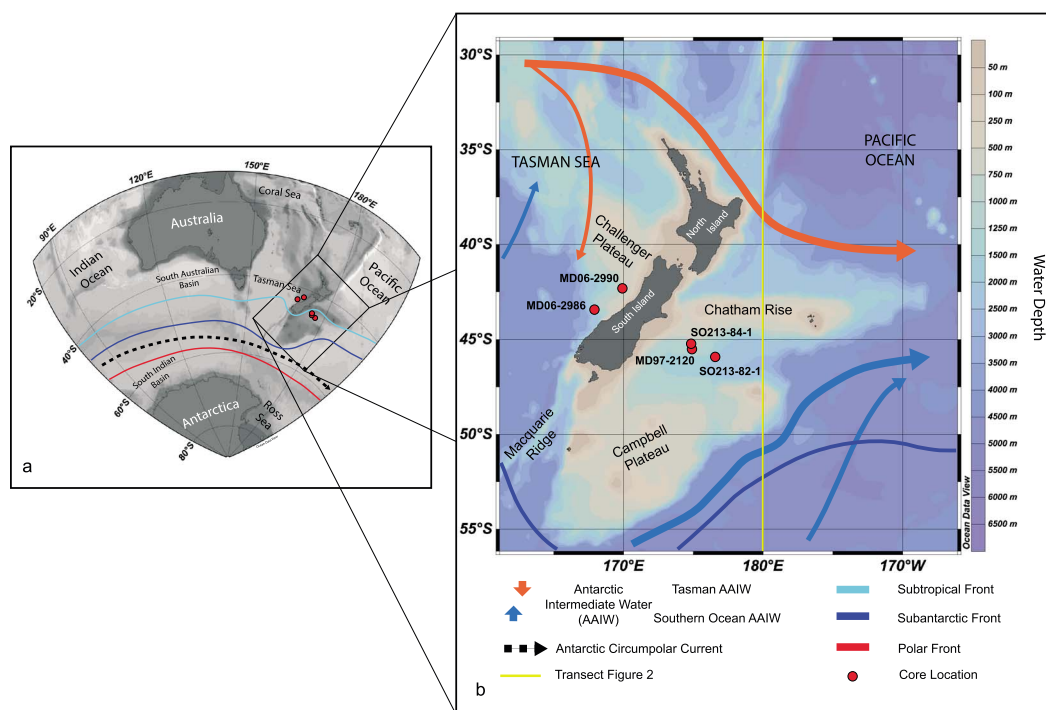 150°E
120°E
180°E
90°E
Coral Sea
Australia
Indian
Ocean
Pacific
Ocean
20°S
South Australian
Basin
Tasman Sea
40°S
South Indian
Basin
60°S
Antarctica
Ross
Sea
80°S
Ocean Data View
a
30°S
35°S
40°S
45°S
50°S
55°S
TASMAN SEA
PACIFIC
OCEAN
North
Island
Challenger
Plateau
MD06-2990
MD06-2986
South Island
Chatham Rise
SO213-84-1
MD97-2120
SO213-82-1
Macquarie
Ridge
Campbell
Plateau
170°E
180°E
170°W
Ocean Data View
50 m
100 m
250 m
500 m
750 m
1000 m
1250 m
1500 m
1750 m
2000 m
2500 m
3000 m
3500 m
4000 m
4500 m
5000 m
5500 m
6000 m
6500 m
Water Depth
Antarctic
Intermediate Water
(AAIW)
Tasman AAIW
Southern Ocean AAIW
Antarctic Circumpolar Current
Transect Figure 2
Subtropical Front
Subantarctic Front
Polar Front
Core Location
b